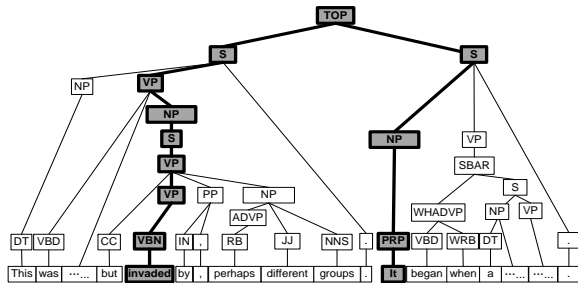 TOP
S S
NP VP
NP NP VP
S SBAR
VP S
VP PP NP WHADVP NP VP
ADVP
DT VBD CC VBN IN , RB JJ NNS . PRP VBD WRB DT .
This was ...... but invaded by , perhaps different groups . It began when a ...... ...... .